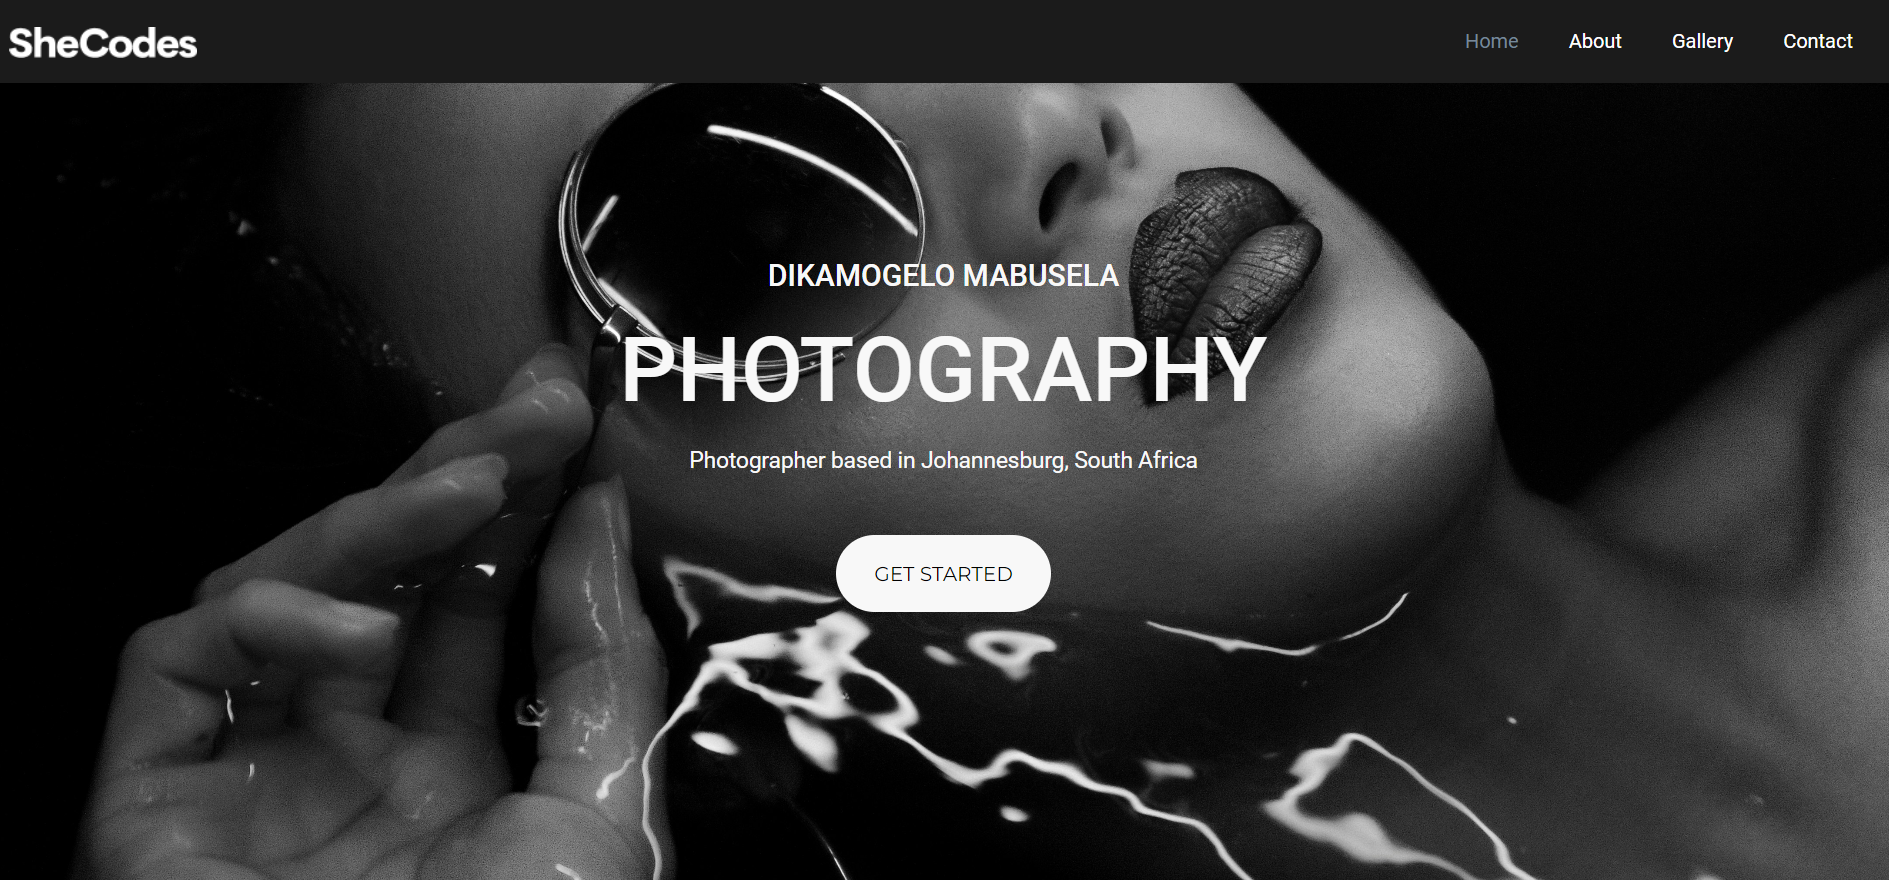 SheCodes
Home About Gallery Contact
DIKAMOGELO MABUSELA
PHOTOGRAPHY
Photographer based in Johannesburg, South Africa
GET STARTED